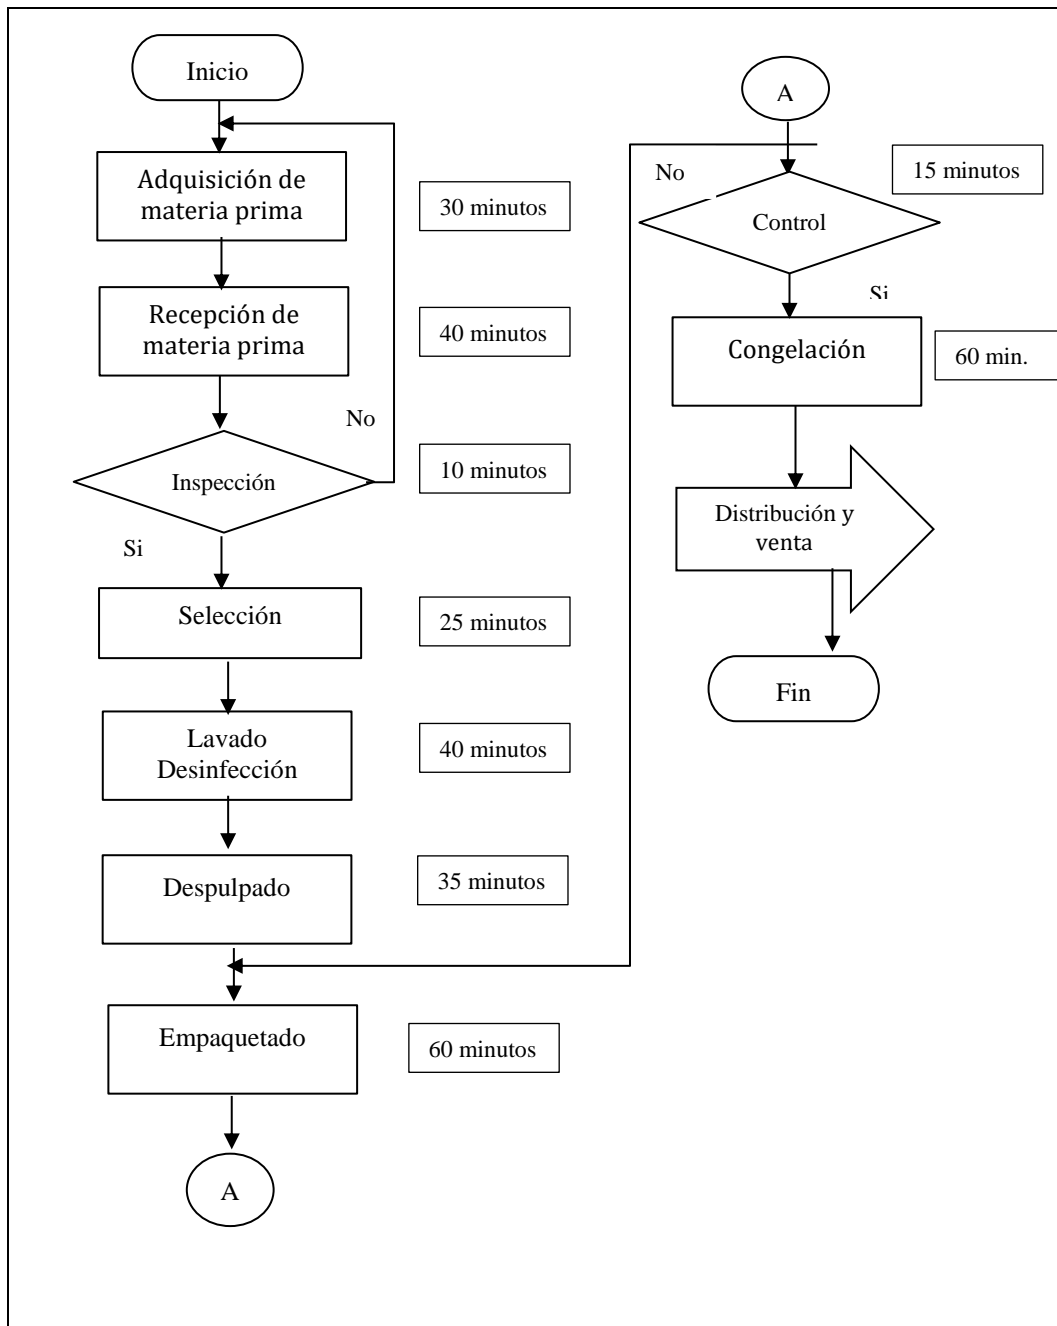 Inicio
Adquisición de
materia prima
30 minutos
Recepción de
materia prima
40 minutos
No
Inspección
10 minutos
Si
Selección
25 minutos
Lavado
Desinfección
40 minutos
Despulpado
35 minutos
Empaquetado
60 minutos
A
A
No
15 minutos
Control
Si
Congelación
60 min.
Distribución y
venta
Fin